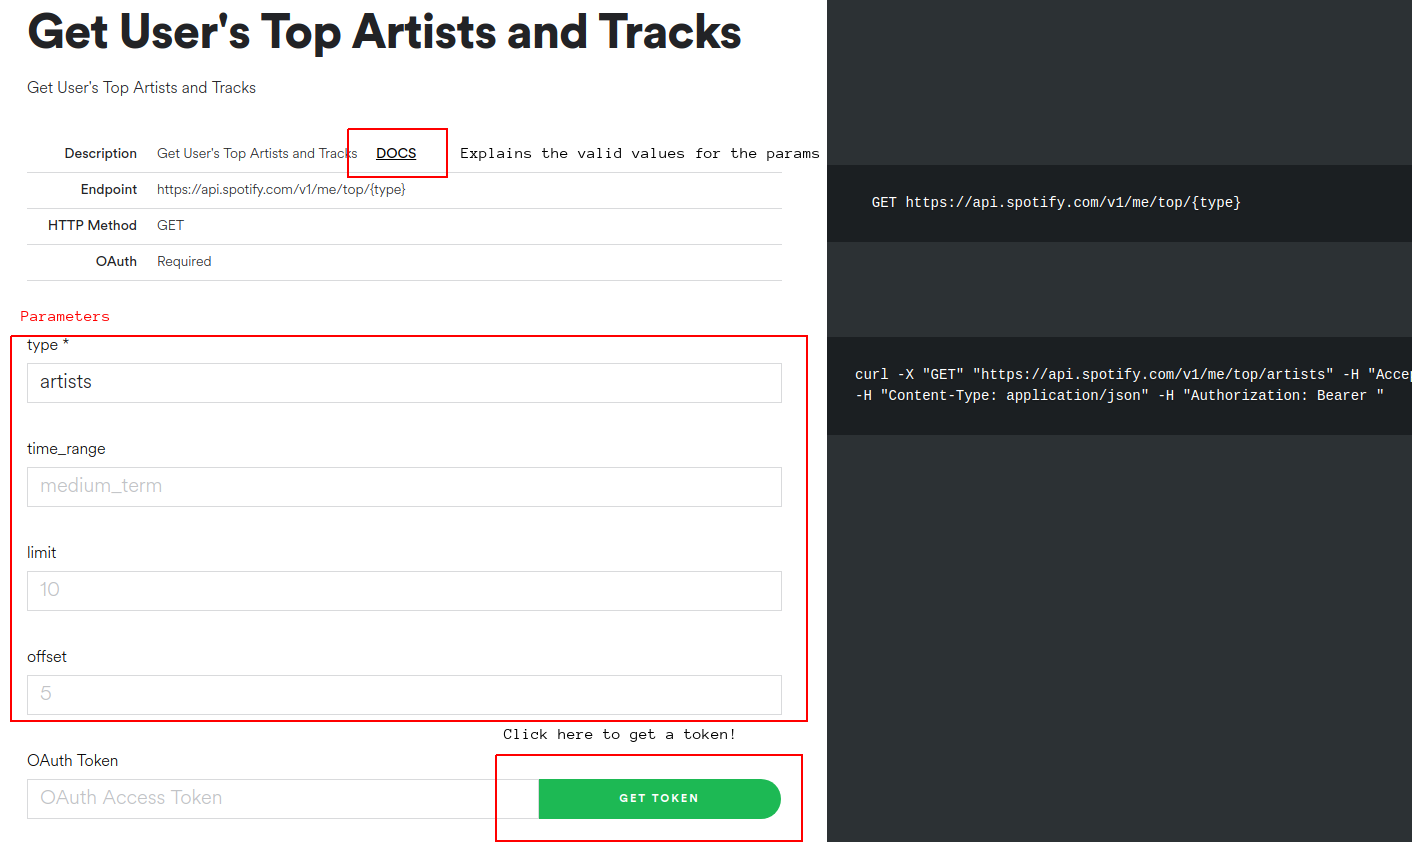 Get User's Top Artists and Tracks
Get User's Top Artists and Tracks
Description Get User's Top Artists and Tracks DOCS Explains the valid values for the params
Endpoint https://api.spotify.com/v1/me/top/{type}
HTTP Method GET
OAuth Required
Parameters
type *
artists
time_range
medium_term
limit
10
offset
5
Click here to get a token!
OAuth Token
OAuth Access Token GET TOKEN
GET https://api.spotify.com/v1/me/top/{type}
curl -X "GET" "https://api.spotify.com/v1/me/top/artists" -H "Accep
-H "Content-Type: application/json" -H "Authorization: Bearer "